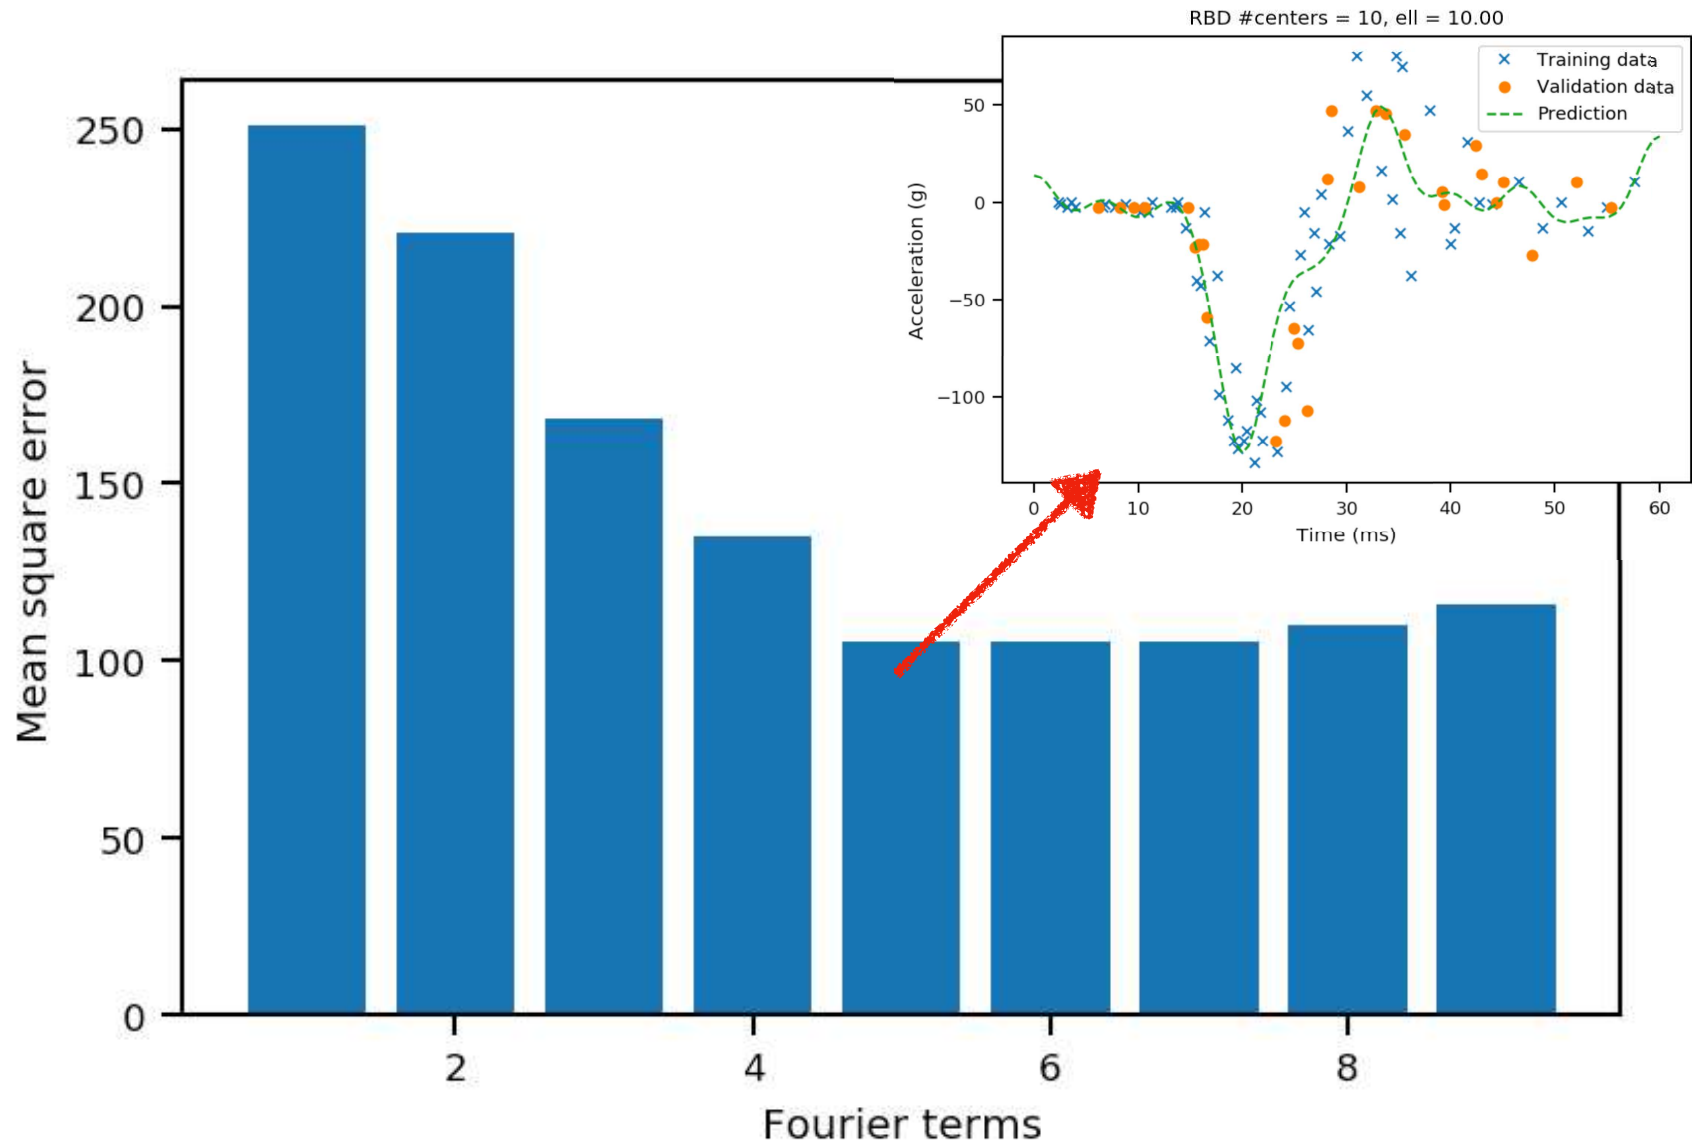 RBD #centers = 10, ell = 10.00
Training data
Validation data
Prediction
Acceleration (g)
50
0
−50
−100
0 10 20 30 40 50 60
Time (ms)
Mean square error
250
200
150
100
50
0
2 4 6 8
Fourier terms